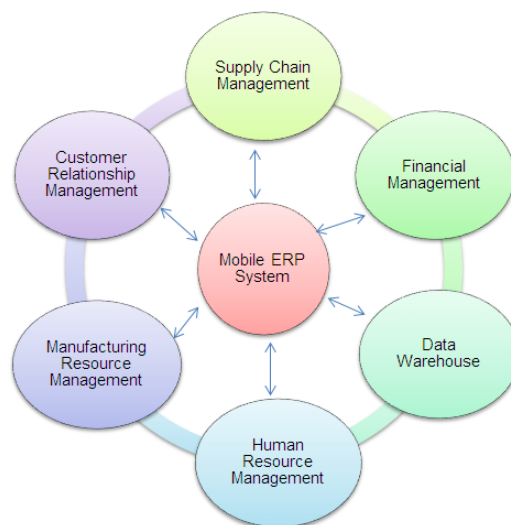 Supply Chain
Management
Customer
Relationship
Management
Financial
Management
Mobile ERP
System
Manufacturing
Resource
Management
Data
Warehouse
Human
Resource
Management